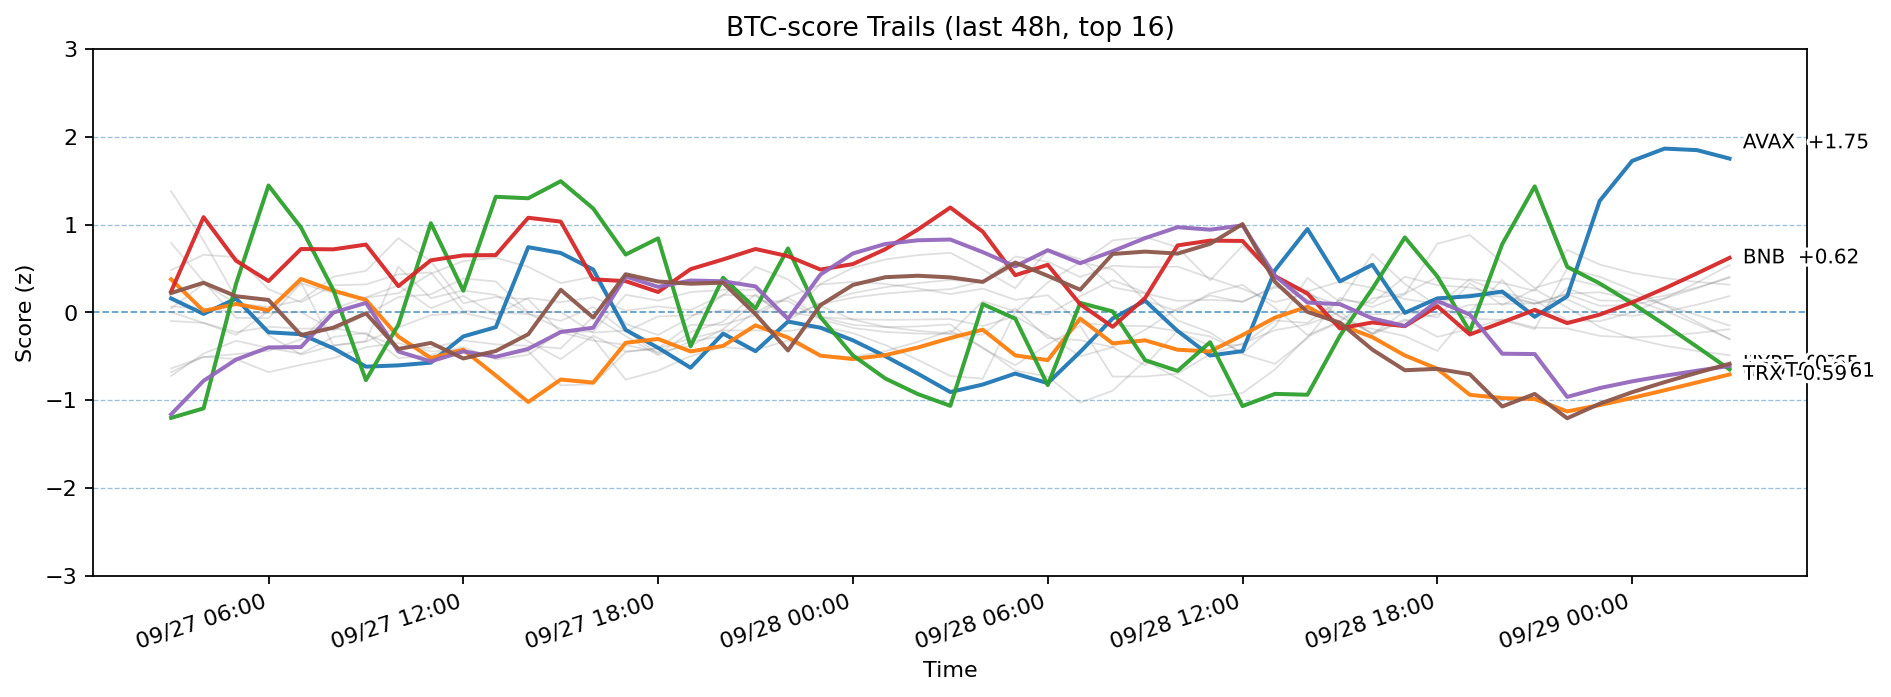 BTC-score Trails (last 48h, top 16)
3
2
1
0
−1
−2
−3
Score (z)
AVAX +1.75
BNB +0.62
TRX -0.59
09/27 06:00
09/27 12:00
09/27 18:00
09/28 00:00
09/28 06:00
09/28 12:00
09/28 18:00
09/29 00:00
Time